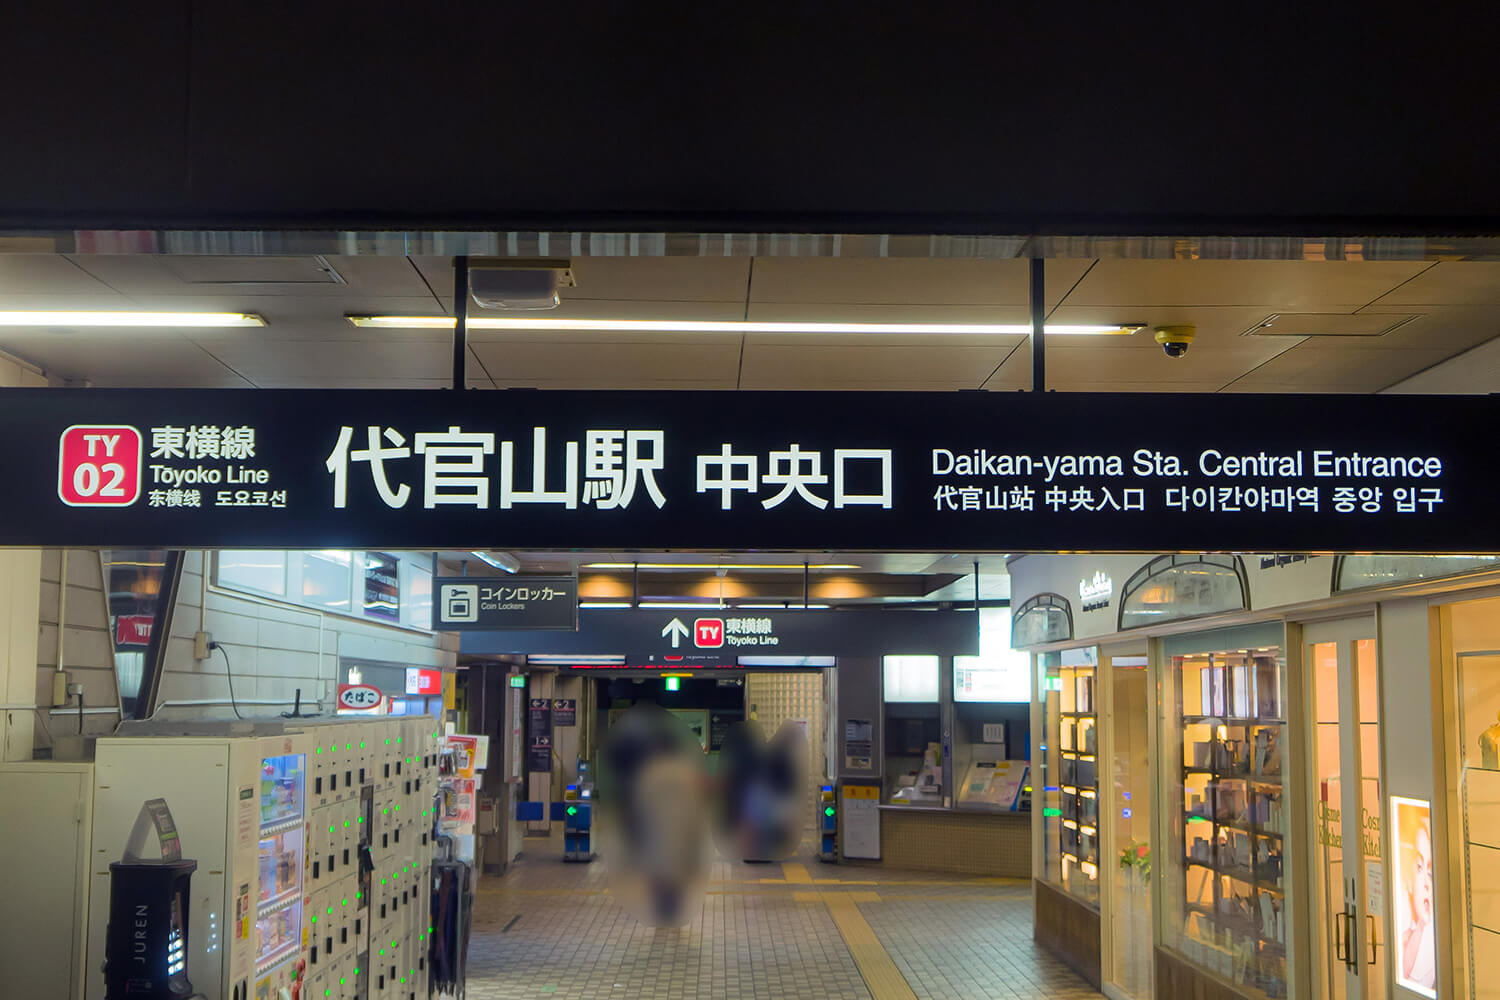 TY
02
東横線
Tōyoko Line
东横线 도요코선
代官山駅 中央口
Daikan-yama Sta. Central Entrance
代官山站 中央入口 다이칸야마역 중앙 입구
コインロッカー
Coin Lockers
↑ TY 東横線
Tōyoko Line
たばこ
JUREN
Cosme
Kitchen